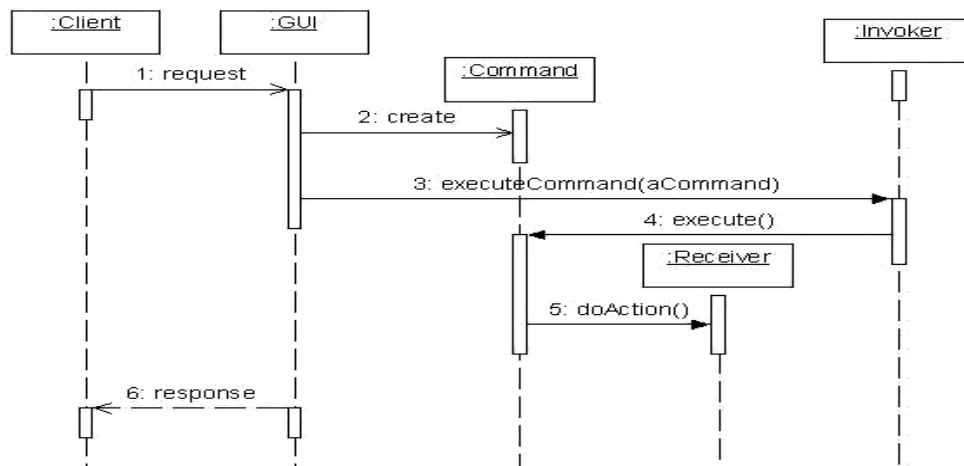 :Client
:GUI
:Invoker
:Command
1: request
2: create
3: executeCommand(aCommand)
4: execute()
:Receiver
5: doAction()
6: response